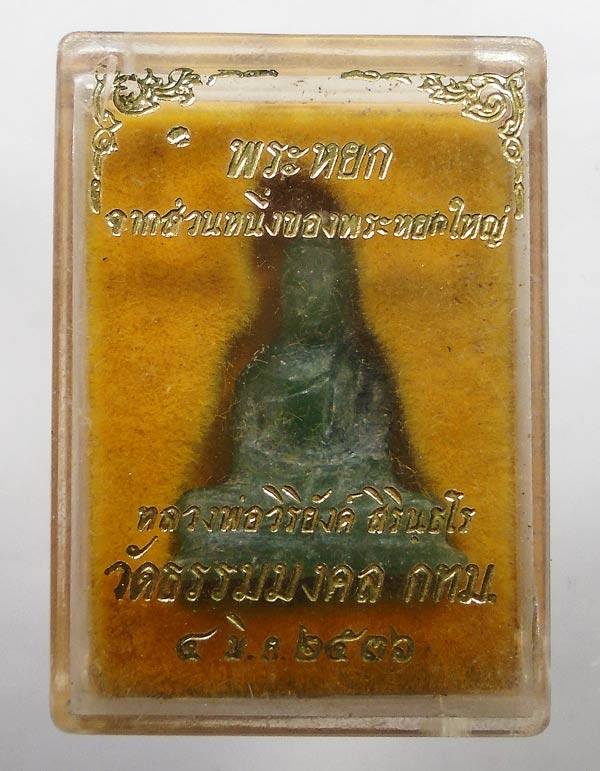 พระหยก
จากส่วนหนึ่งของพระหยกใหญ่
หลวงพ่อวิริยังค์ สิรินฺธโร
วัดธรรมมงคล กทม.
๔ มี.ค. ๒๕๓๖